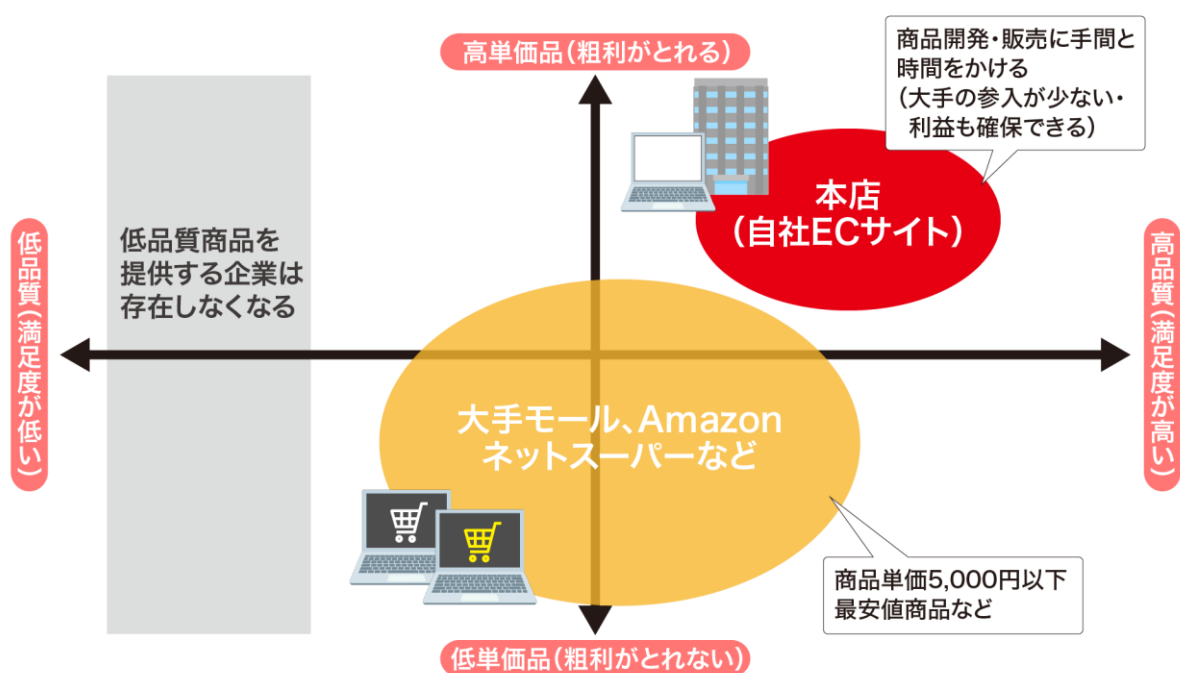 高単価品（粗利がとれる）
商品開発・販売に手間と
時間をかける
（大手の参入が少ない・
利益も確保できる）
本店
（自社ECサイト）
低品質（満足度が低い）
低品質商品を
提供する企業は
存在しなくなる
高品質（満足度が高い）
大手モール、Amazon
ネットスーパーなど
商品単価5,000円以下
最安値商品など
低単価品（粗利がとれない）